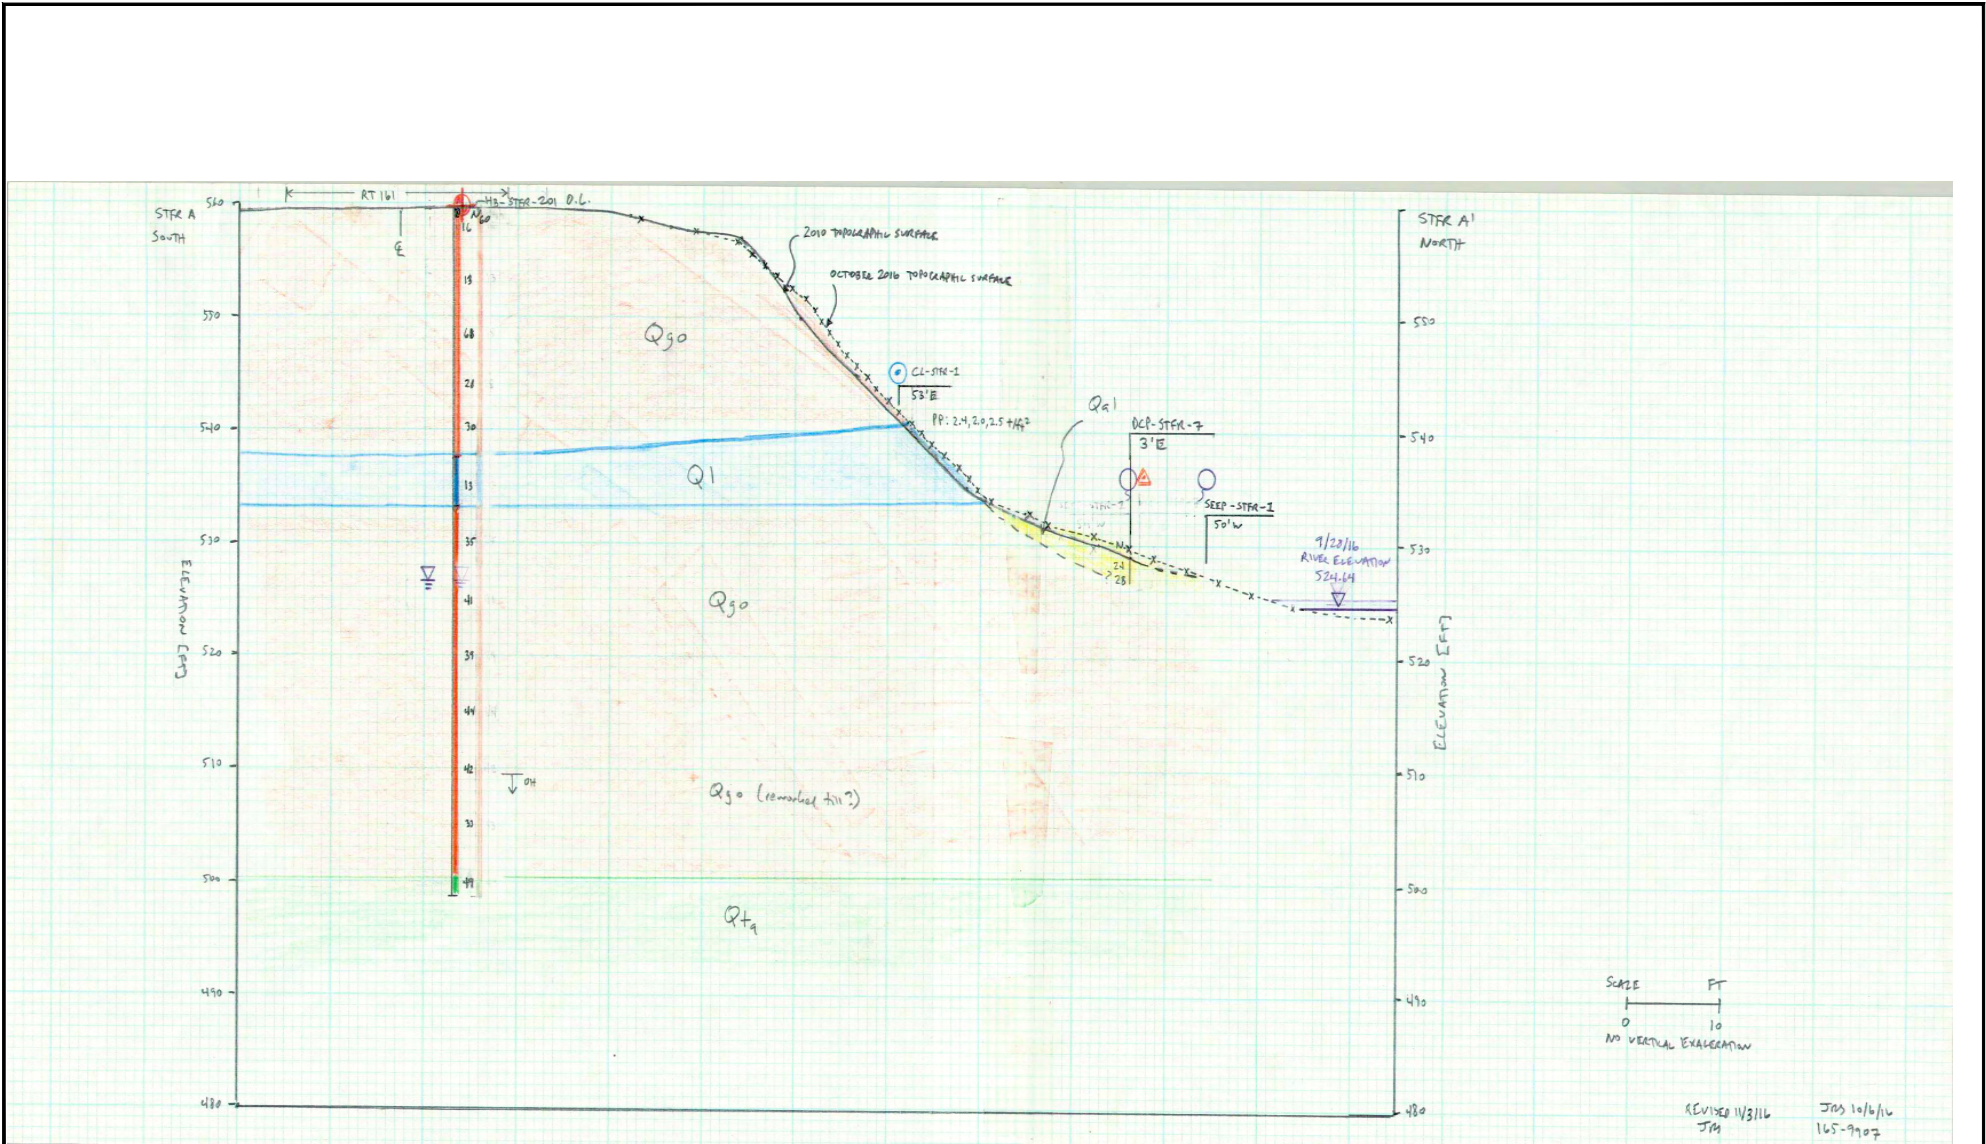 RT 161
H3-STFR-201 O.L.
N60
STFR A
SOUTH
℄
560
550
540
530
520
510
500
490
480
ELEVATION [FT]
8
16
13
68
30
13
35
41
39
44
42
30
49
OH
2010 TOPOGRAPHIC SURFACE
OCTOBER 2016 TOPOGRAPHIC SURFACE
CL-STFR-1
53'E
PP: 2.4, 2.0, 2.5 t/ft²
Qgo
Ql
Qgo
Qgo (reworked till?)
Qta
Qal
DCP-STFR-7
3'E
SEEP-STFR-1
50'W
N
24
? 25
9/28/16
RIVER ELEVATION
524.64
STFR A'
NORTH
550
540
530
520
510
500
490
480
ELEVATION [FT]
SCALE FT
0 10
NO VERTICAL EXAGERATION
REVISED 11/3/16
JRS
JRS 10/6/16
165-9907